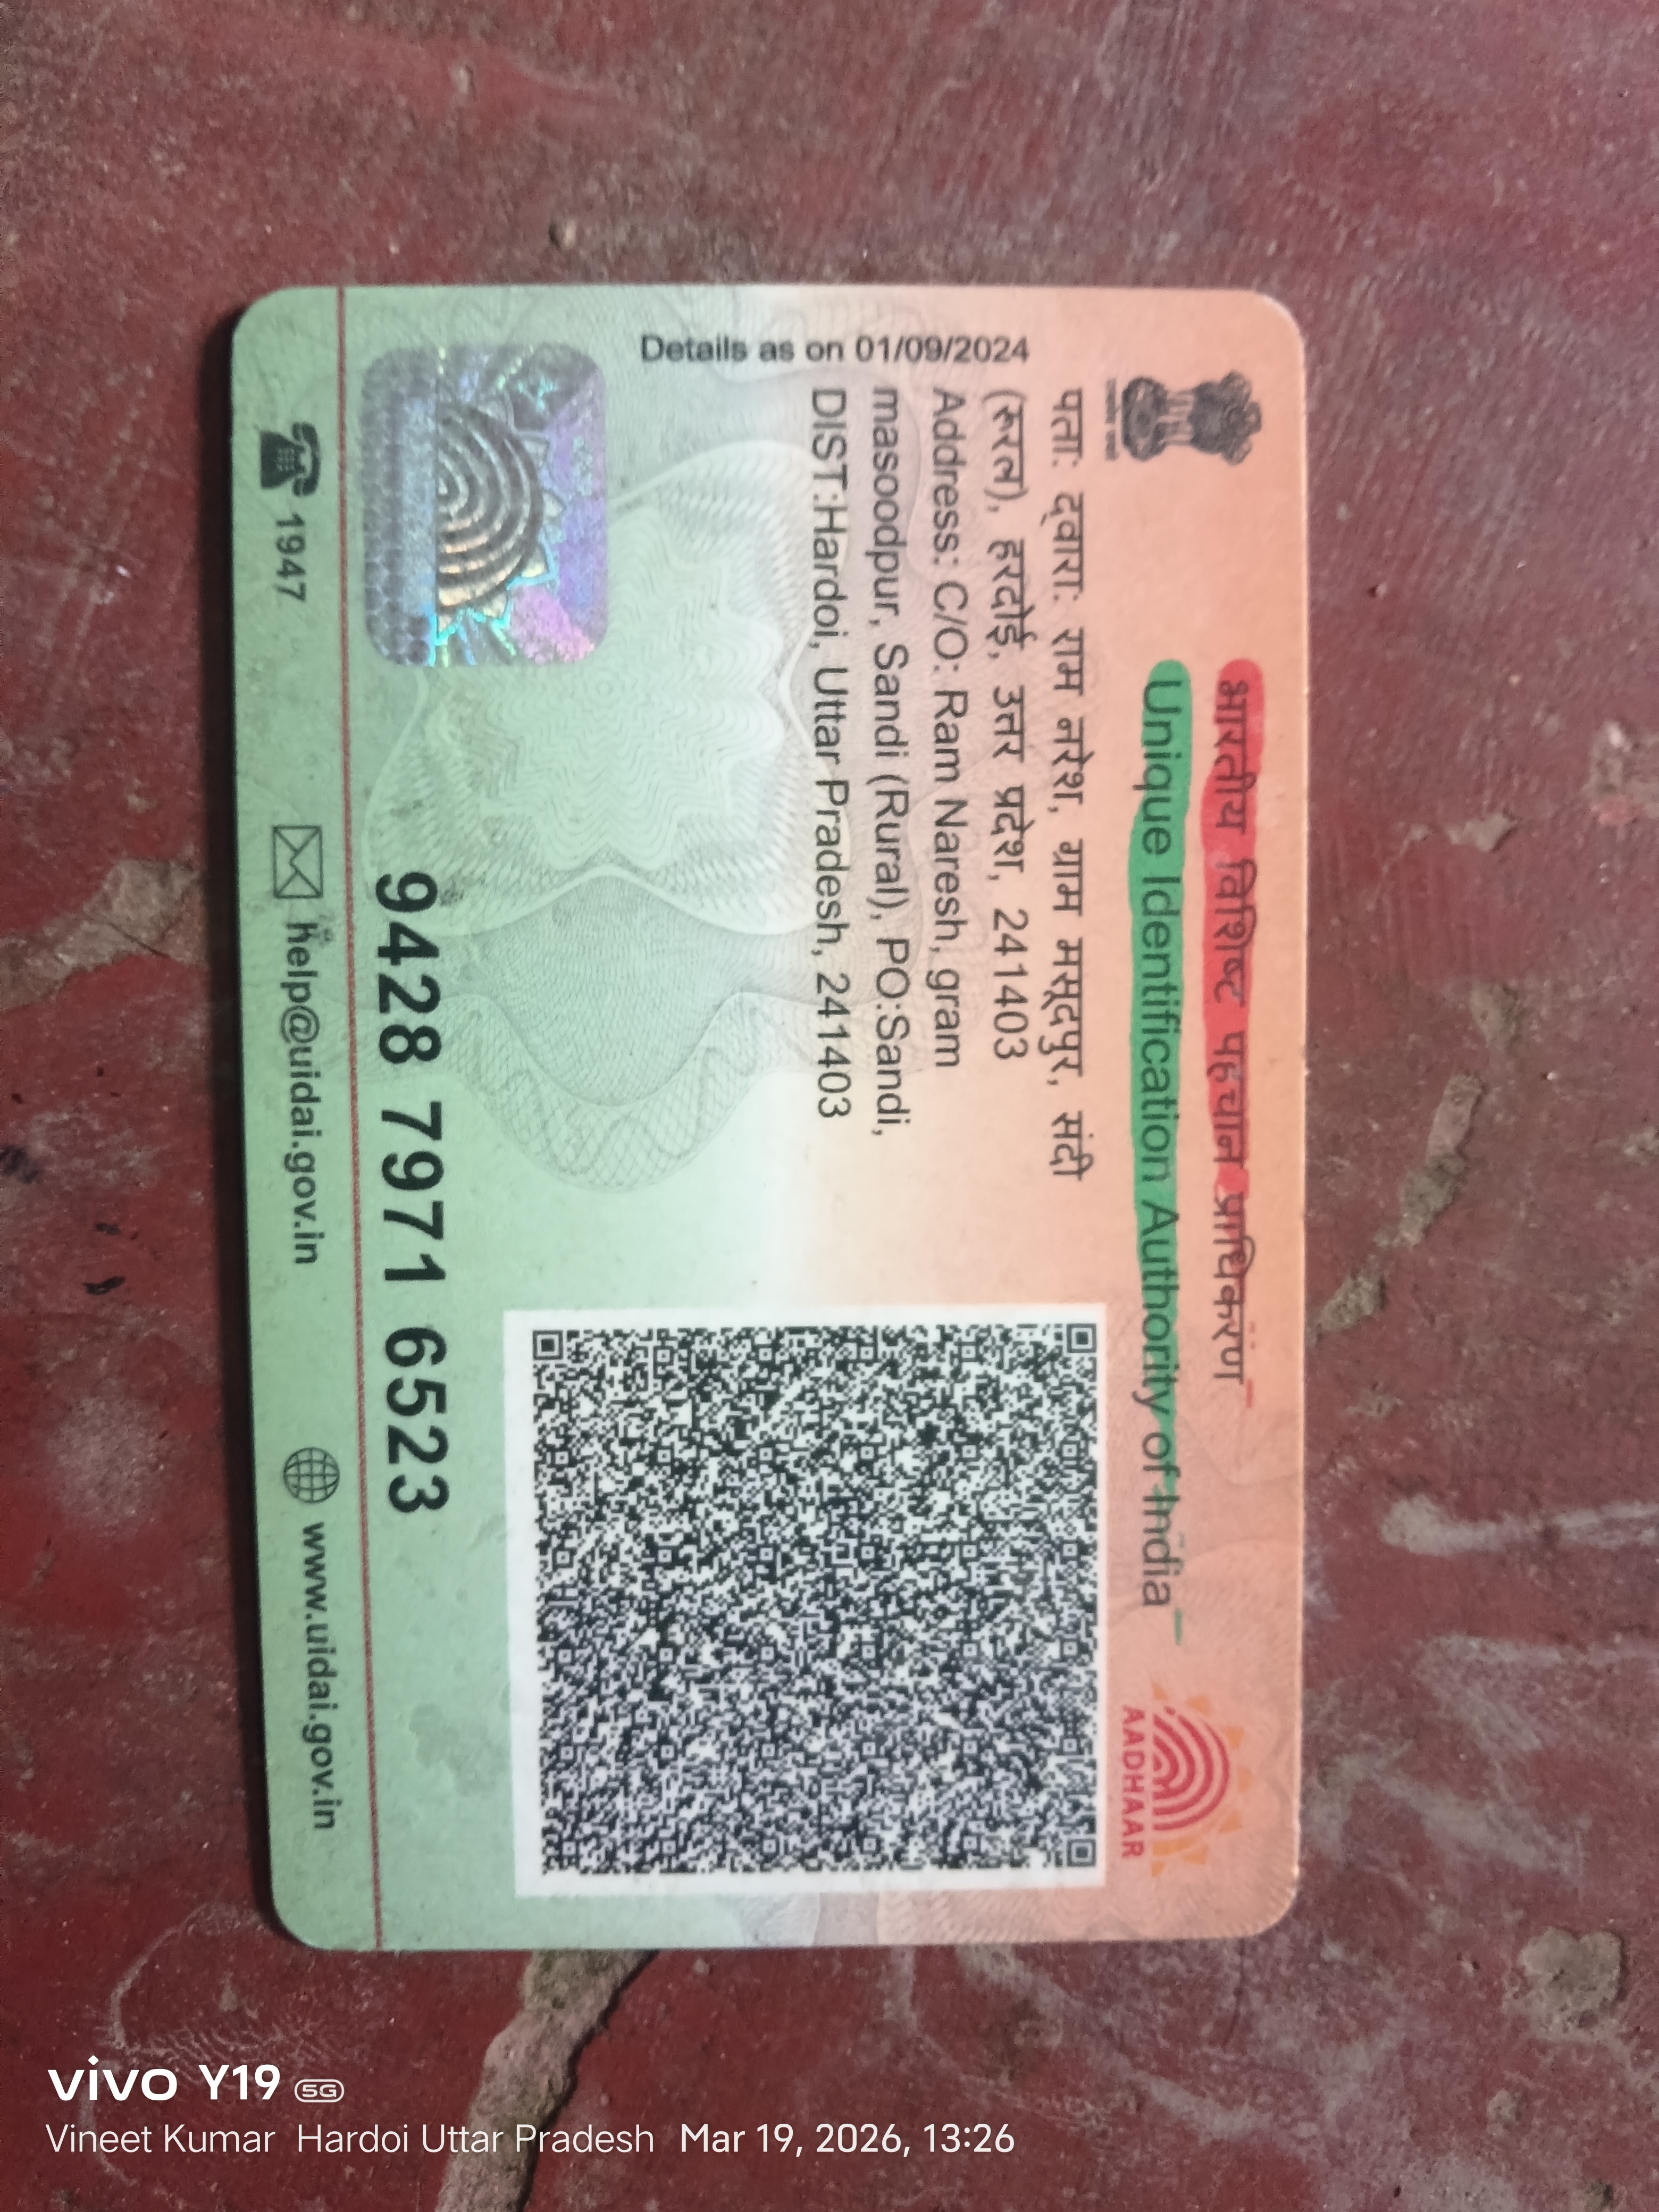 भारतीय विशिष्ट पहचान प्राधिकरण
Unique Identification Authority of India
AADHAAR
Details as on 01/09/2024
पता: द्वारा: राम नरेश, ग्राम मसूदपुर, संदी
(रूरल), हरदोई, उत्तर प्रदेश, 241403
Address: C/O: Ram Naresh, gram
masoodpur, Sandi (Rural), PO:Sandi,
DIST:Hardoi, Uttar Pradesh, 241403
9428 7971 6523
1947
help@uidai.gov.in
www.uidai.gov.in
vivo Y19 5G
Vineet Kumar Hardoi Uttar Pradesh Mar 19, 2026, 13:26